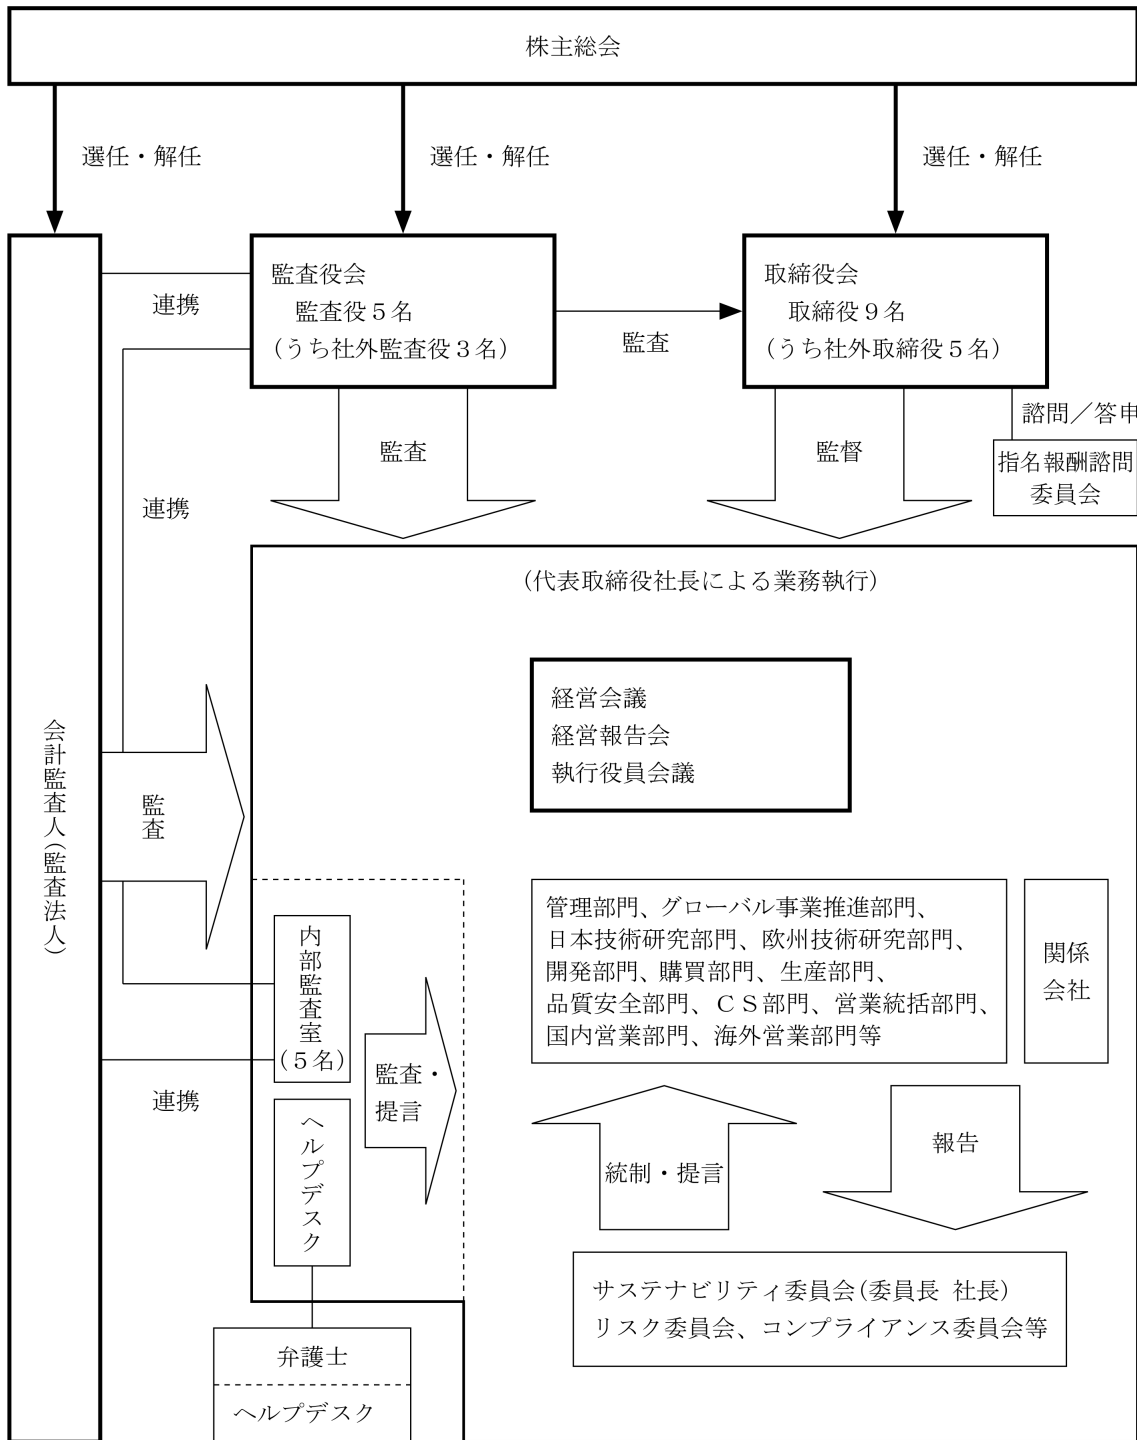 株主総会
選任・解任
選任・解任
選任・解任
監査役会
監査役５名
(うち社外監査役３名)
取締役会
取締役９名
(うち社外取締役５名)
連携
監査
諮問／答申
監査
監督
指名報酬諮問
委員会
連携
(代表取締役社長による業務執行)
経営会議
経営報告会
執行役員会議
会計監査人(監査法人)
監査
管理部門、グローバル事業推進部門、
日本技術研究部門、欧州技術研究部門、
開発部門、購買部門、生産部門、
品質安全部門、ＣＳ部門、営業統括部門、
国内営業部門、海外営業部門等
関係
会社
内部監査室
(５名)
監査・
提言
連携
ヘルプデスク
統制・提言
報告
サステナビリティ委員会(委員長 社長)
リスク委員会、コンプライアンス委員会等
弁護士
ヘルプデスク